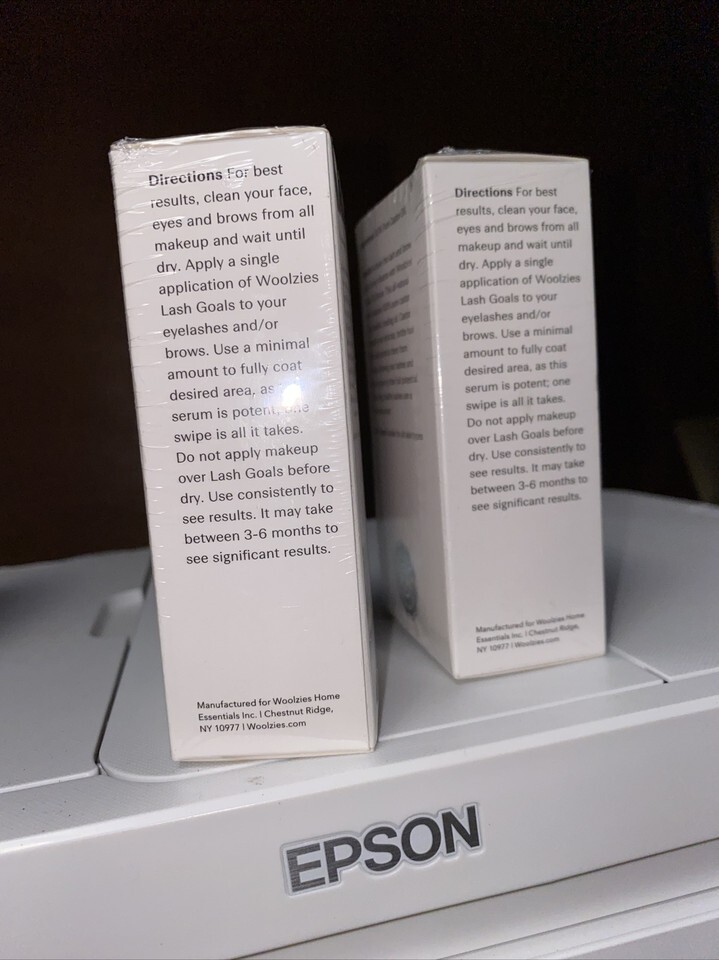 Directions For best
results, clean your face,
eyes and brows from all
makeup and wait until
dry. Apply a single
application of Woolzies
Lash Goals to your
eyelashes and/or
brows. Use a minimal
amount to fully coat
desired area, as
serum is potent; one
swipe is all it takes.
Do not apply makeup
over Lash Goals before
dry. Use consistently to
see results. It may take
between 3-6 months to
see significant results.
Manufactured for Woolzies Home
Essentials Inc. | Chestnut Ridge,
NY 10977 | Woolzies.com
Directions For best
results, clean your face,
eyes and brows from all
makeup and wait until
dry. Apply a single
application of Woolzies
Lash Goals to your
eyelashes and/or
brows. Use a minimal
amount to fully coat
desired area, as this
serum is potent; one
swipe is all it takes.
Do not apply makeup
over Lash Goals before
dry. Use consistently to
see results. It may take
between 3-6 months to
see significant results.
Manufactured for Woolzies Home
Essentials Inc. | Chestnut Ridge,
NY 10977 | Woolzies.com
EPSON